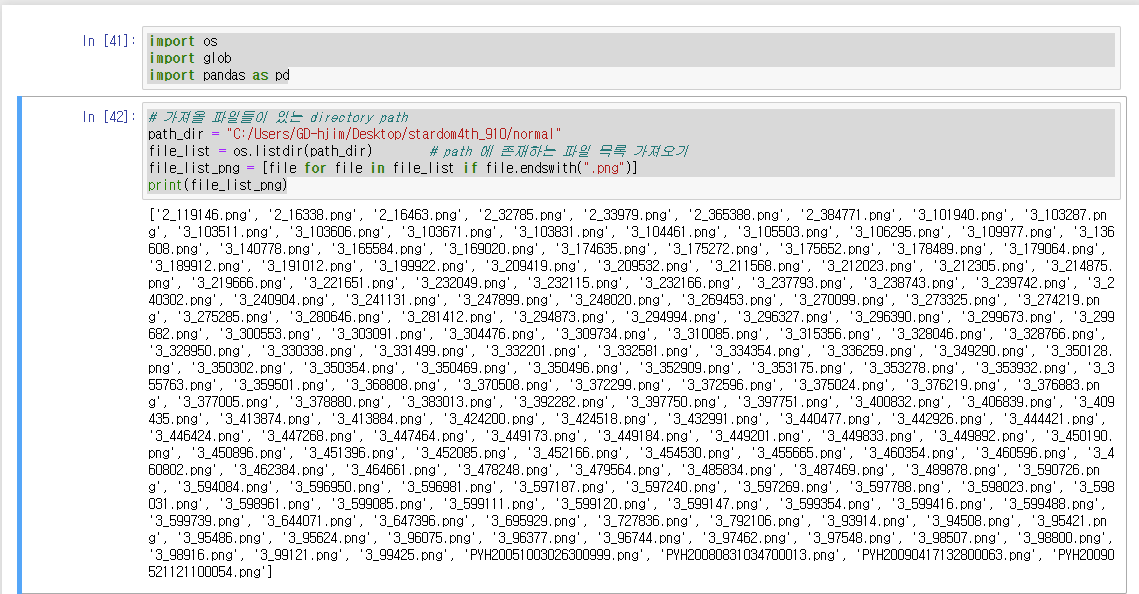 In [41]:
import os
import glob
import pandas as pd
In [42]:
# 가져올 파일들이 있는 directory path
path_dir = "C:/Users/GD-hjim/Desktop/stardom4th_910/normal"
file_list = os.listdir(path_dir) # path 에 존재하는 파일 목록 가져오기
file_list_png = [file for file in file_list if file.endswith(".png")]
print(file_list_png)
['2_119146.png', '2_16338.png', '2_16463.png', '2_32785.png', '2_33979.png', '2_365388.png', '2_384771.png', '3_101940.png', '3_103287.pn
g', '3_103511.png', '3_103606.png', '3_103671.png', '3_103831.png', '3_104461.png', '3_105503.png', '3_106295.png', '3_109977.png', '3_136
608.png', '3_140778.png', '3_165584.png', '3_169020.png', '3_174635.png', '3_175272.png', '3_175652.png', '3_178489.png', '3_179064.png',
'3_189912.png', '3_191012.png', '3_199922.png', '3_209419.png', '3_209532.png', '3_211568.png', '3_212023.png', '3_212305.png', '3_214875.
png', '3_219666.png', '3_221651.png', '3_232049.png', '3_232115.png', '3_232166.png', '3_237793.png', '3_238743.png', '3_239742.png', '3_2
40302.png', '3_240904.png', '3_241131.png', '3_247899.png', '3_248020.png', '3_269453.png', '3_270099.png', '3_273325.png', '3_274219.pn
g', '3_275285.png', '3_280646.png', '3_281412.png', '3_294873.png', '3_294994.png', '3_296327.png', '3_296390.png', '3_299673.png', '3_299
682.png', '3_300553.png', '3_303091.png', '3_304476.png', '3_309734.png', '3_310085.png', '3_315356.png', '3_328046.png', '3_328766.png',
'3_328950.png', '3_330338.png', '3_331499.png', '3_332201.png', '3_332581.png', '3_334354.png', '3_336259.png', '3_349290.png', '3_350128.
png', '3_350302.png', '3_350354.png', '3_350469.png', '3_350496.png', '3_352909.png', '3_353175.png', '3_353278.png', '3_353932.png', '3_3
55763.png', '3_359501.png', '3_368808.png', '3_370508.png', '3_372299.png', '3_372596.png', '3_375024.png', '3_376219.png', '3_376883.pn
g', '3_377005.png', '3_378880.png', '3_383013.png', '3_392282.png', '3_397750.png', '3_397751.png', '3_400832.png', '3_406839.png', '3_409
435.png', '3_413874.png', '3_413884.png', '3_424200.png', '3_424518.png', '3_432991.png', '3_440477.png', '3_442926.png', '3_444421.png',
'3_446424.png', '3_447268.png', '3_447464.png', '3_449173.png', '3_449184.png', '3_449201.png', '3_449833.png', '3_449892.png', '3_450190.
png', '3_450896.png', '3_451396.png', '3_452085.png', '3_452166.png', '3_454530.png', '3_455665.png', '3_460354.png', '3_460596.png', '3_4
60802.png', '3_462384.png', '3_464661.png', '3_478248.png', '3_479564.png', '3_485834.png', '3_487469.png', '3_489878.png', '3_590726.pn
g', '3_594084.png', '3_596950.png', '3_596981.png', '3_597187.png', '3_597240.png', '3_597269.png', '3_597788.png', '3_598023.png', '3_598
031.png', '3_598961.png', '3_599085.png', '3_599111.png', '3_599120.png', '3_599147.png', '3_599354.png', '3_599416.png', '3_599488.png',
'3_599739.png', '3_644071.png', '3_647396.png', '3_695929.png', '3_727836.png', '3_792106.png', '3_93914.png', '3_94508.png', '3_95421.pn
g', '3_95486.png', '3_95624.png', '3_96075.png', '3_96377.png', '3_96744.png', '3_97462.png', '3_97548.png', '3_98507.png', '3_98800.png',
'3_98916.png', '3_99121.png', '3_99425.png', 'PYH20051003026300999.png', 'PYH20080831034700013.png', 'PYH20090417132800063.png', 'PYH20090
521121100054.png']